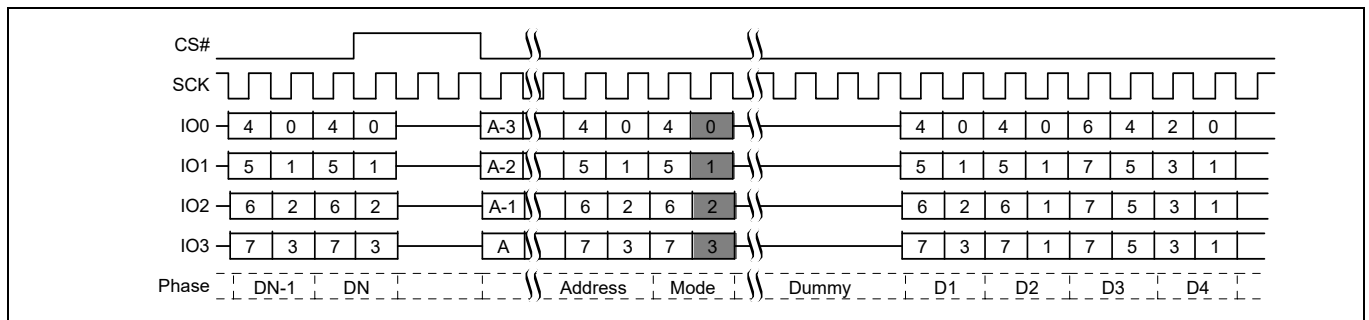 CS#
SCK
IO0 4 0 4 0 A-3 4 0 4 0 4 0 4 0 6 4 2 0
IO1 5 1 5 1 A-2 5 1 5 1 5 1 5 1 7 5 3 1
IO2 6 2 6 2 A-1 6 2 6 2 6 2 6 1 7 5 3 1
IO3 7 3 7 3 A 7 3 7 3 7 3 7 1 7 5 3 1
Phase DN-1 DN Address Mode Dummy D1 D2 D3 D4